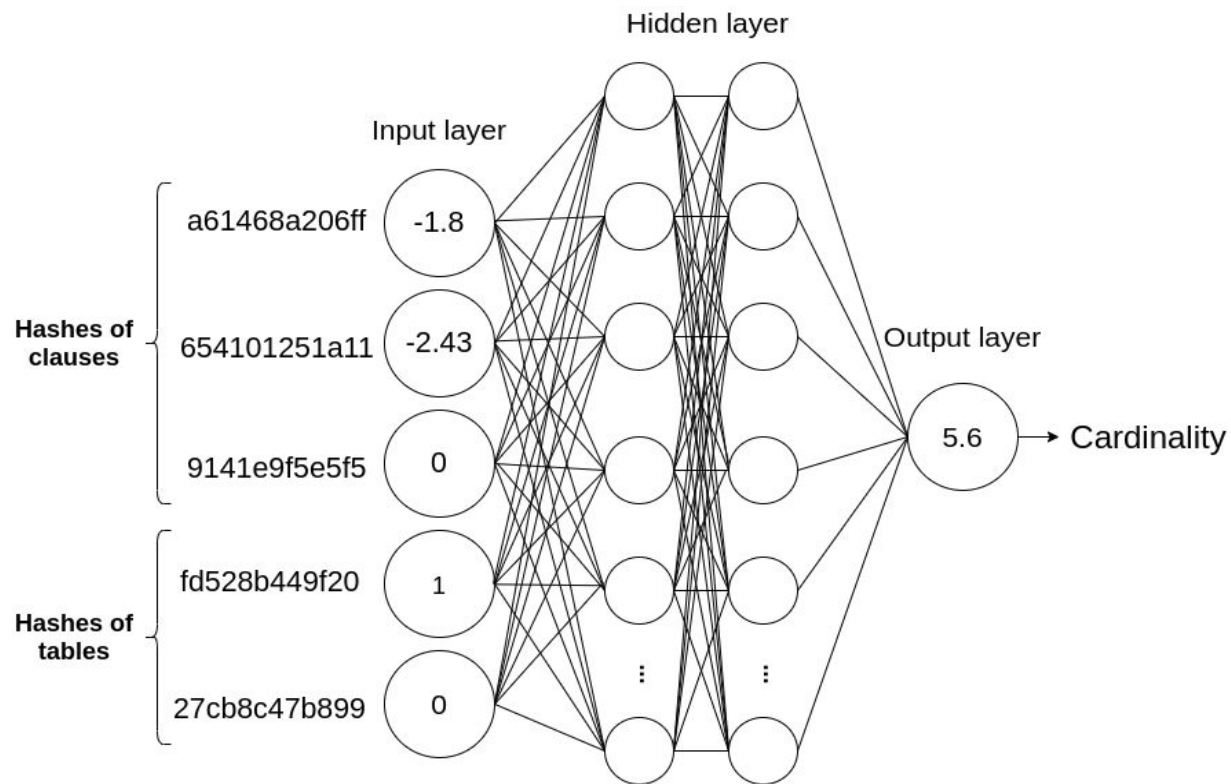 Hidden layer
Input layer
a61468a206ff
-1.8
Hashes of
clauses
654101251a11
-2.43
Output layer
9141e9f5e5f5
0
5.6
Cardinality
fd528b449f20
1
Hashes of
tables
...
...
27cb8c47b899
0